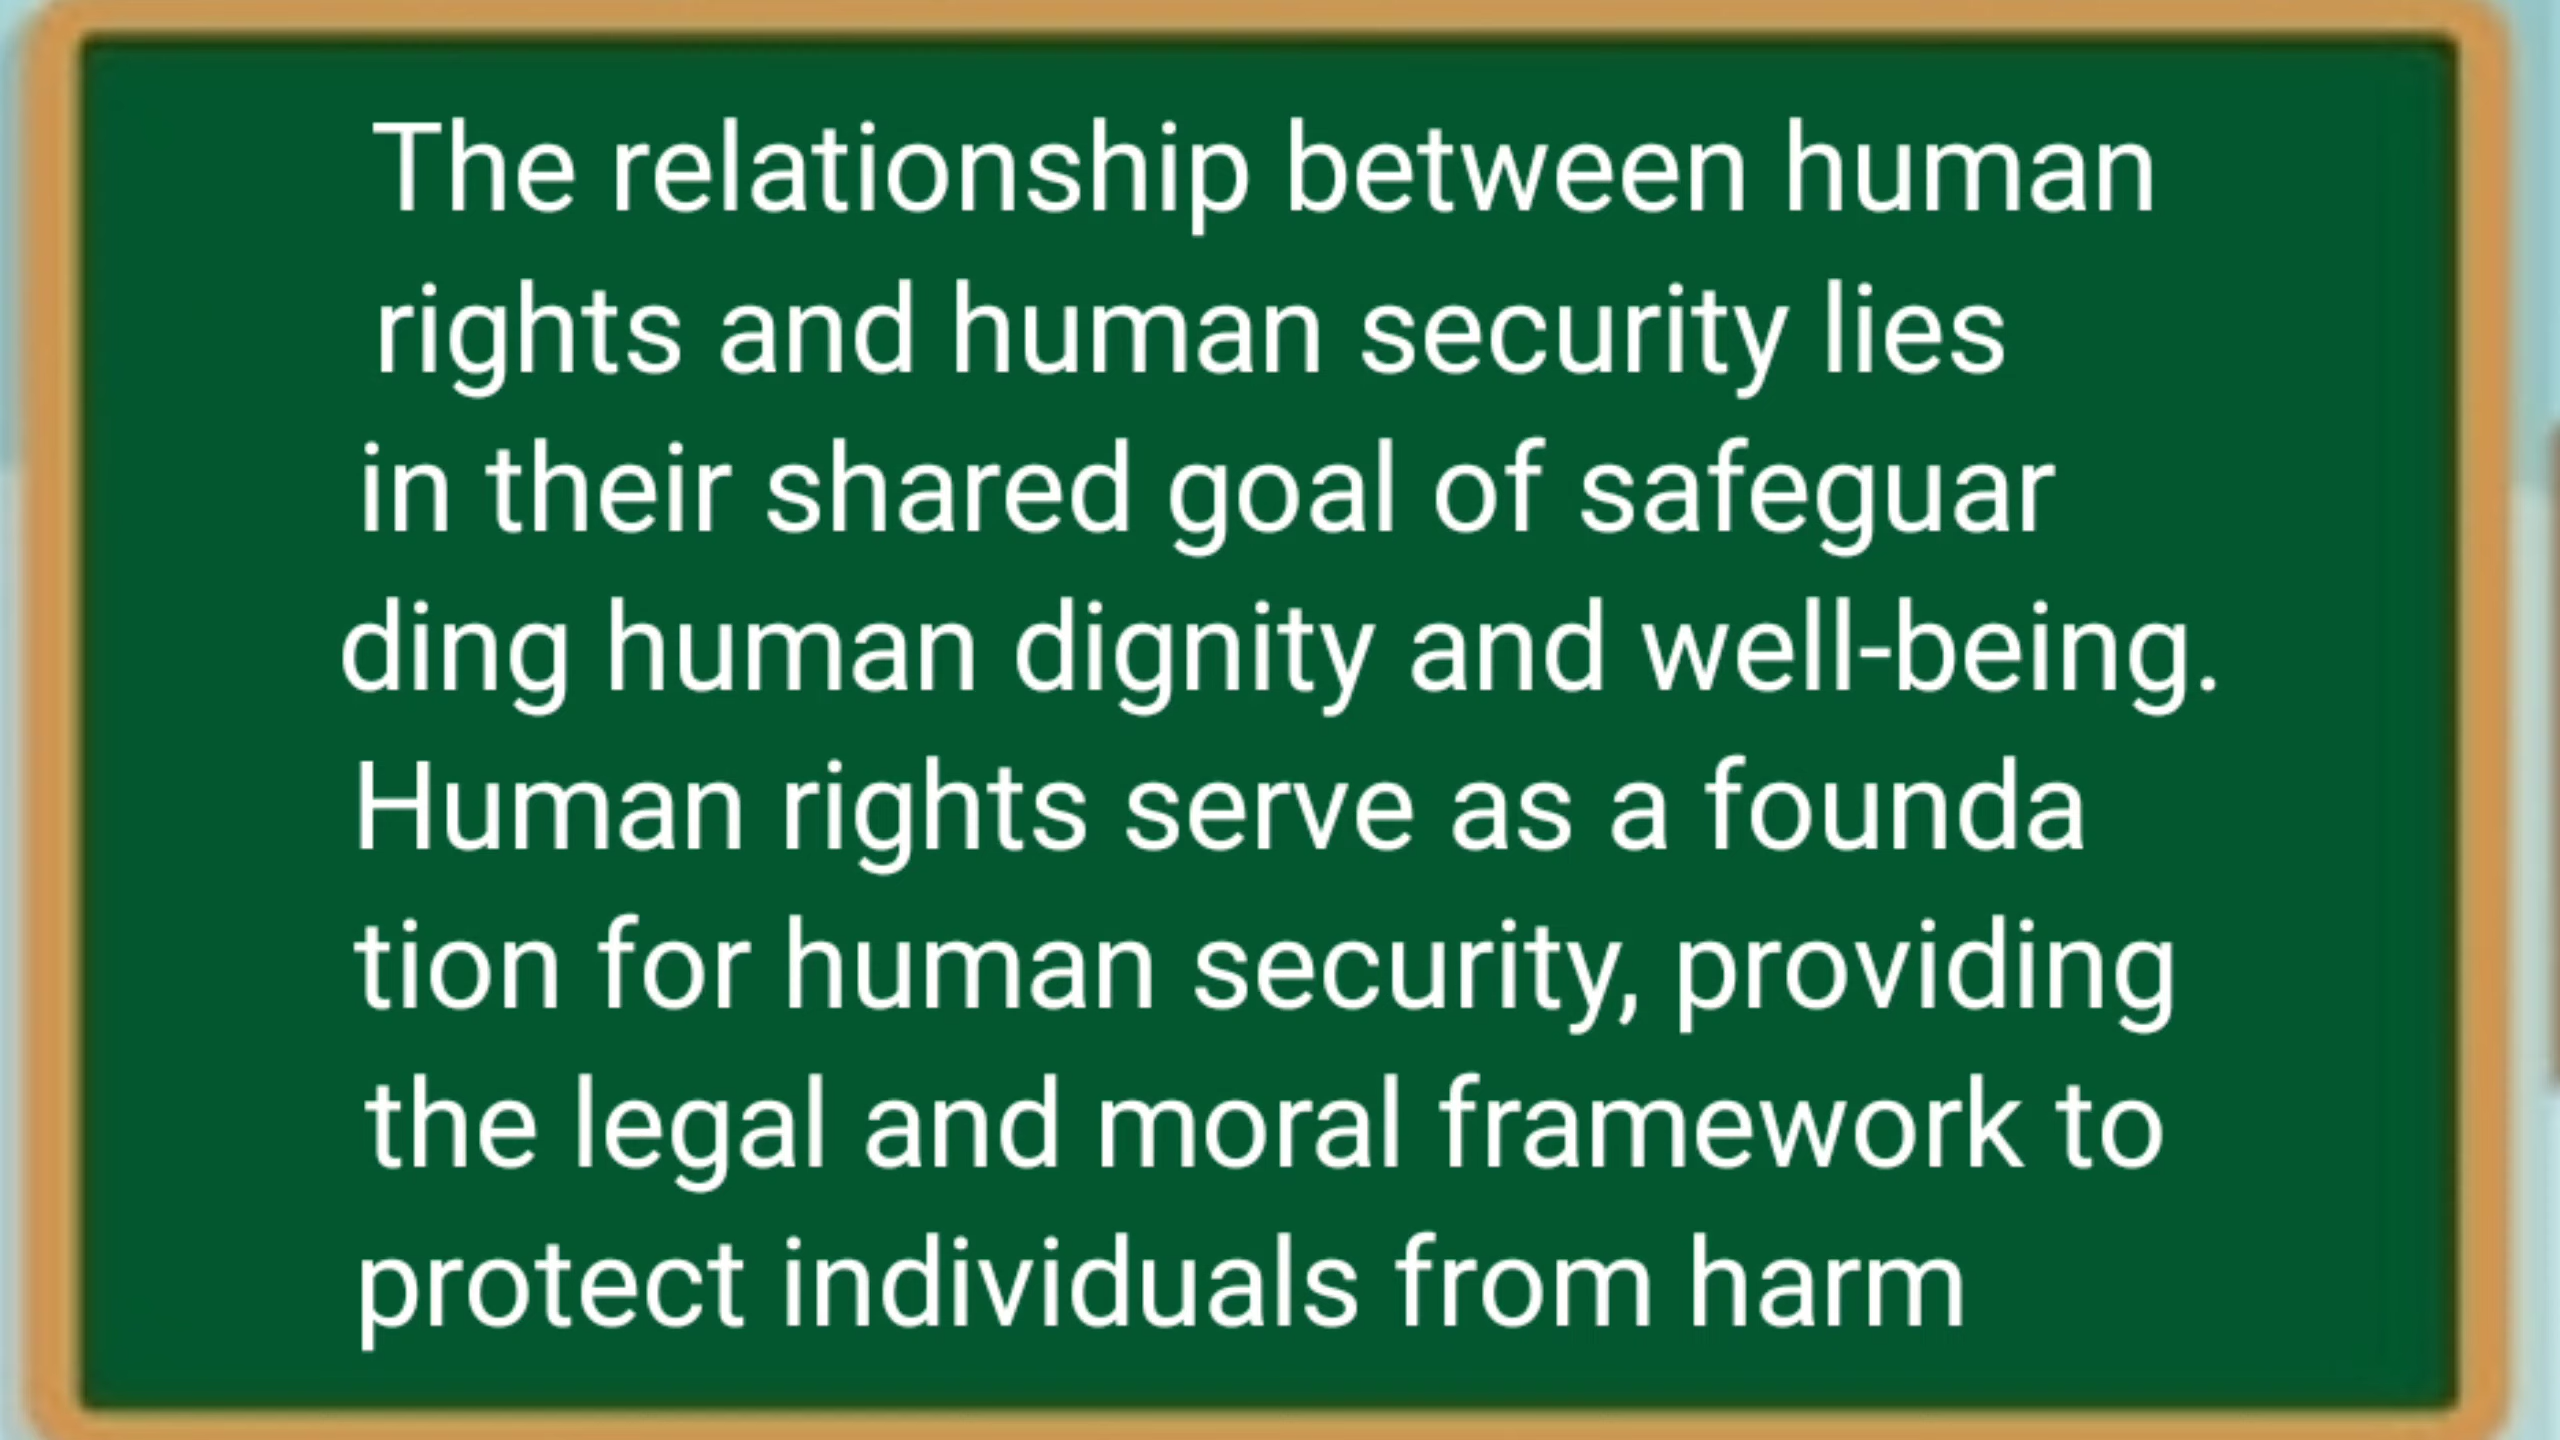 The relationship between human
rights and human security lies
in their shared goal of safeguar
ding human dignity and well-being.
Human rights serve as a founda
tion for human security, providing
the legal and moral framework to
protect individuals from harm